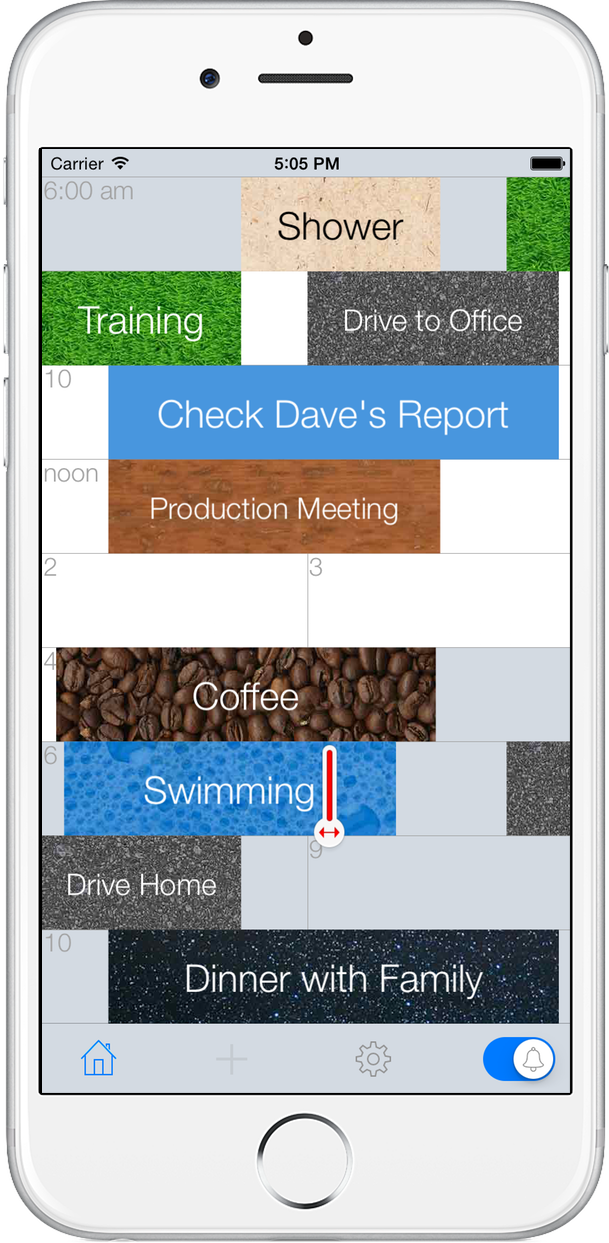 Carrier 5:05 PM
6:00 am
Shower
Training
Drive to Office
10
Check Dave's Report
noon
Production Meeting
2 3
4
Coffee
6
Swimming
9
Drive Home
10
Dinner with Family